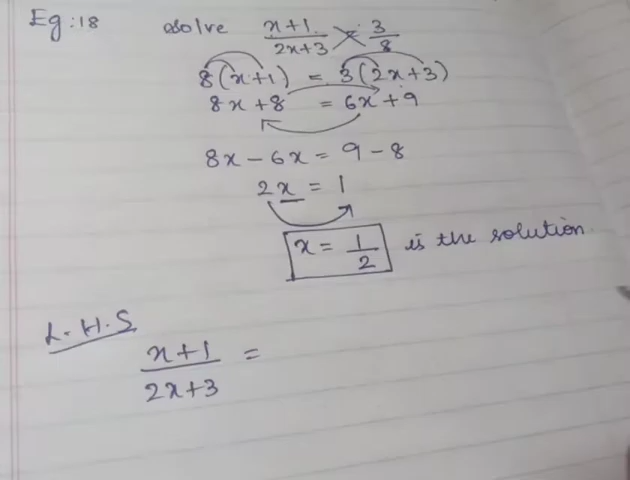 Eg:18 solve x+1/2x+3 = 3/8
8(x+1) = 3(2x+3)
8x+8 = 6x+9
8x-6x = 9-8
2x = 1
x = 1/2 is the solution.
L.H.S
x+1/2x+3 =